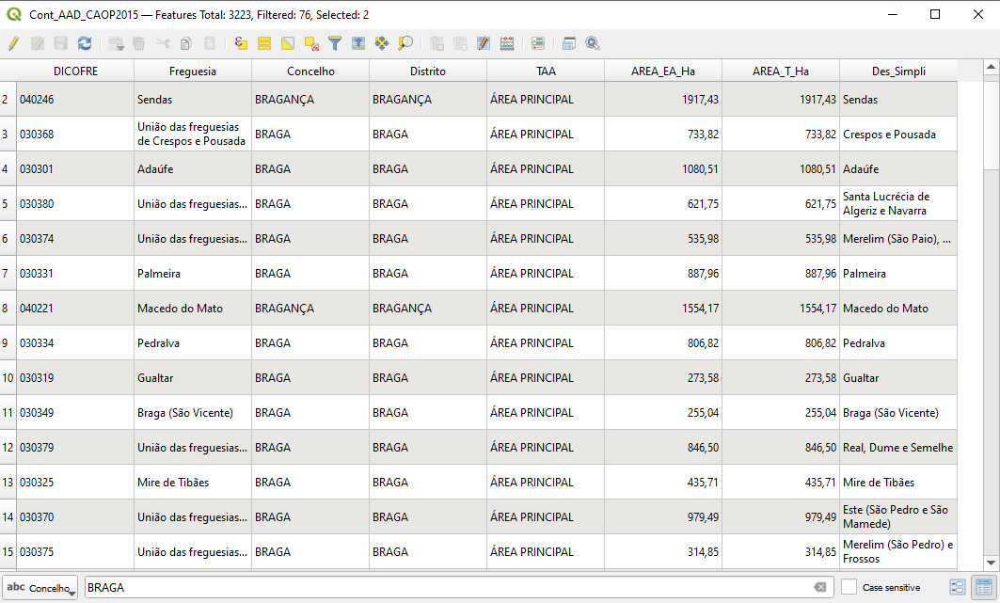 Cont_AAD_CAOP2015 — Features Total: 3223, Filtered: 76, Selected: 2
DICOFRE Freguesia Concelho Distrito TAA AREA_EA_Ha AREA_T_Ha Des_Simpli
2 040246 Sendas BRAGANÇA BRAGANÇA ÁREA PRINCIPAL 1917,43 1917,43 Sendas
3 030368 União das freguesias de Crespos e Pousada BRAGA BRAGA ÁREA PRINCIPAL 733,82 733,82 Crespos e Pousada
4 030301 Adaúfe BRAGA BRAGA ÁREA PRINCIPAL 1080,51 1080,51 Adaúfe
5 030380 União das freguesias... BRAGA BRAGA ÁREA PRINCIPAL 621,75 621,75 Santa Lucrécia de Algeriz e Navarra
6 030374 União das freguesias... BRAGA BRAGA ÁREA PRINCIPAL 535,98 535,98 Merelim (São Paio), ...
7 030331 Palmeira BRAGA BRAGA ÁREA PRINCIPAL 887,96 887,96 Palmeira
8 040221 Macedo do Mato BRAGANÇA BRAGANÇA ÁREA PRINCIPAL 1554,17 1554,17 Macedo do Mato
9 030334 Pedralva BRAGA BRAGA ÁREA PRINCIPAL 806,82 806,82 Pedralva
10 030319 Gualtar BRAGA BRAGA ÁREA PRINCIPAL 273,58 273,58 Gualtar
11 030349 Braga (São Vicente) BRAGA BRAGA ÁREA PRINCIPAL 255,04 255,04 Braga (São Vicente)
12 030379 União das freguesias... BRAGA BRAGA ÁREA PRINCIPAL 846,50 846,50 Real, Dume e Semelhe
13 030325 Mire de Tibães BRAGA BRAGA ÁREA PRINCIPAL 435,71 435,71 Mire de Tibães
14 030370 União das freguesias... BRAGA BRAGA ÁREA PRINCIPAL 979,49 979,49 Este (São Pedro e São Mamede)
15 030375 União das freguesias... BRAGA BRAGA ÁREA PRINCIPAL 314,85 314,85 Merelim (São Pedro) e Frossos
abc Concelho BRAGA Case sensitive